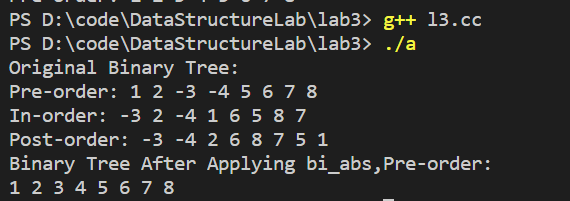 PS D:\code\DataStructureLab\lab3> g++ l3.cc
PS D:\code\DataStructureLab\lab3> ./a
Original Binary Tree:
Pre-order: 1 2 -3 -4 5 6 7 8
In-order: -3 2 -4 1 6 5 8 7
Post-order: -3 -4 2 6 8 7 5 1
Binary Tree After Applying bi_abs,Pre-order:
1 2 3 4 5 6 7 8